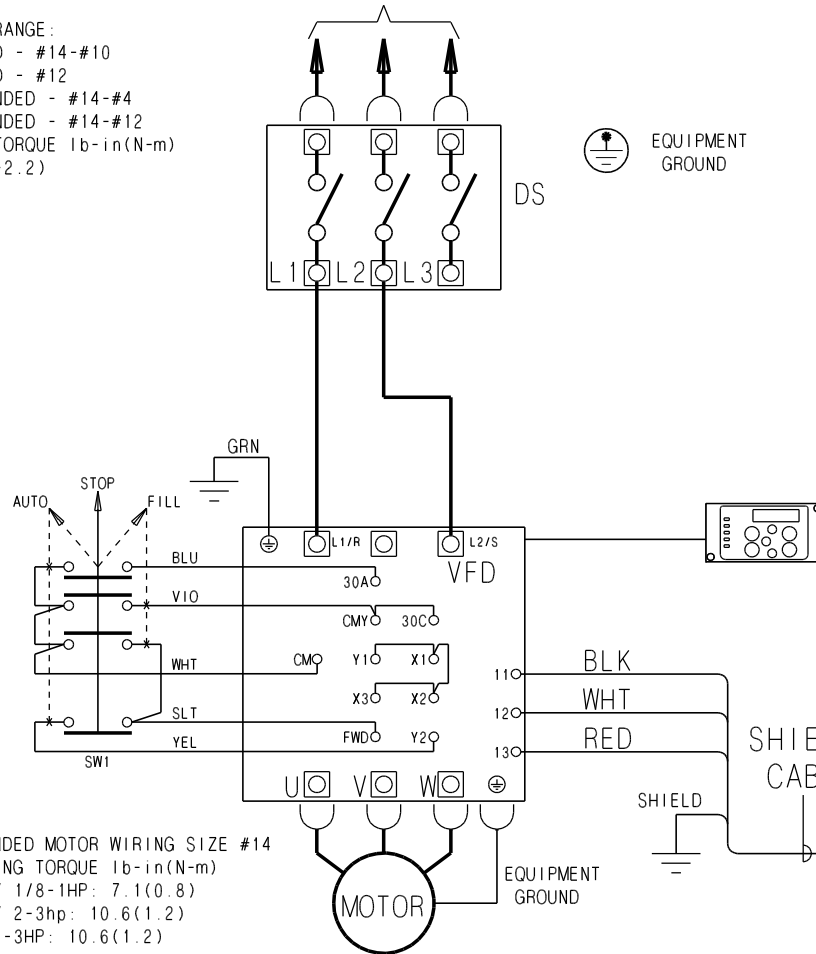 RANGE:
- #14-#10
- #12
NDED - #14-#4
NDED - #14-#12
TORQUE lb-in(N-m)
2.2)
EQUIPMENT
GROUND
DS
L1 L2 L3
GRN
AUTO
STOP
FILL
L1/R
L2/S
VFD
BLU
30A
VIO
CMY
30C
CM
Y1
X1
WHT
X3
X2
SLT
FWD
Y2
YEL
SW1
11
BLK
12
WHT
13
RED
SHIE
CAB
U
V
W
SHIELD
DED MOTOR WIRING SIZE #14
NG TORQUE lb-in(N-m)
1/8-1HP: 7.1(0.8)
2-3hp: 10.6(1.2)
-3HP: 10.6(1.2)
MOTOR
EQUIPMENT
GROUND